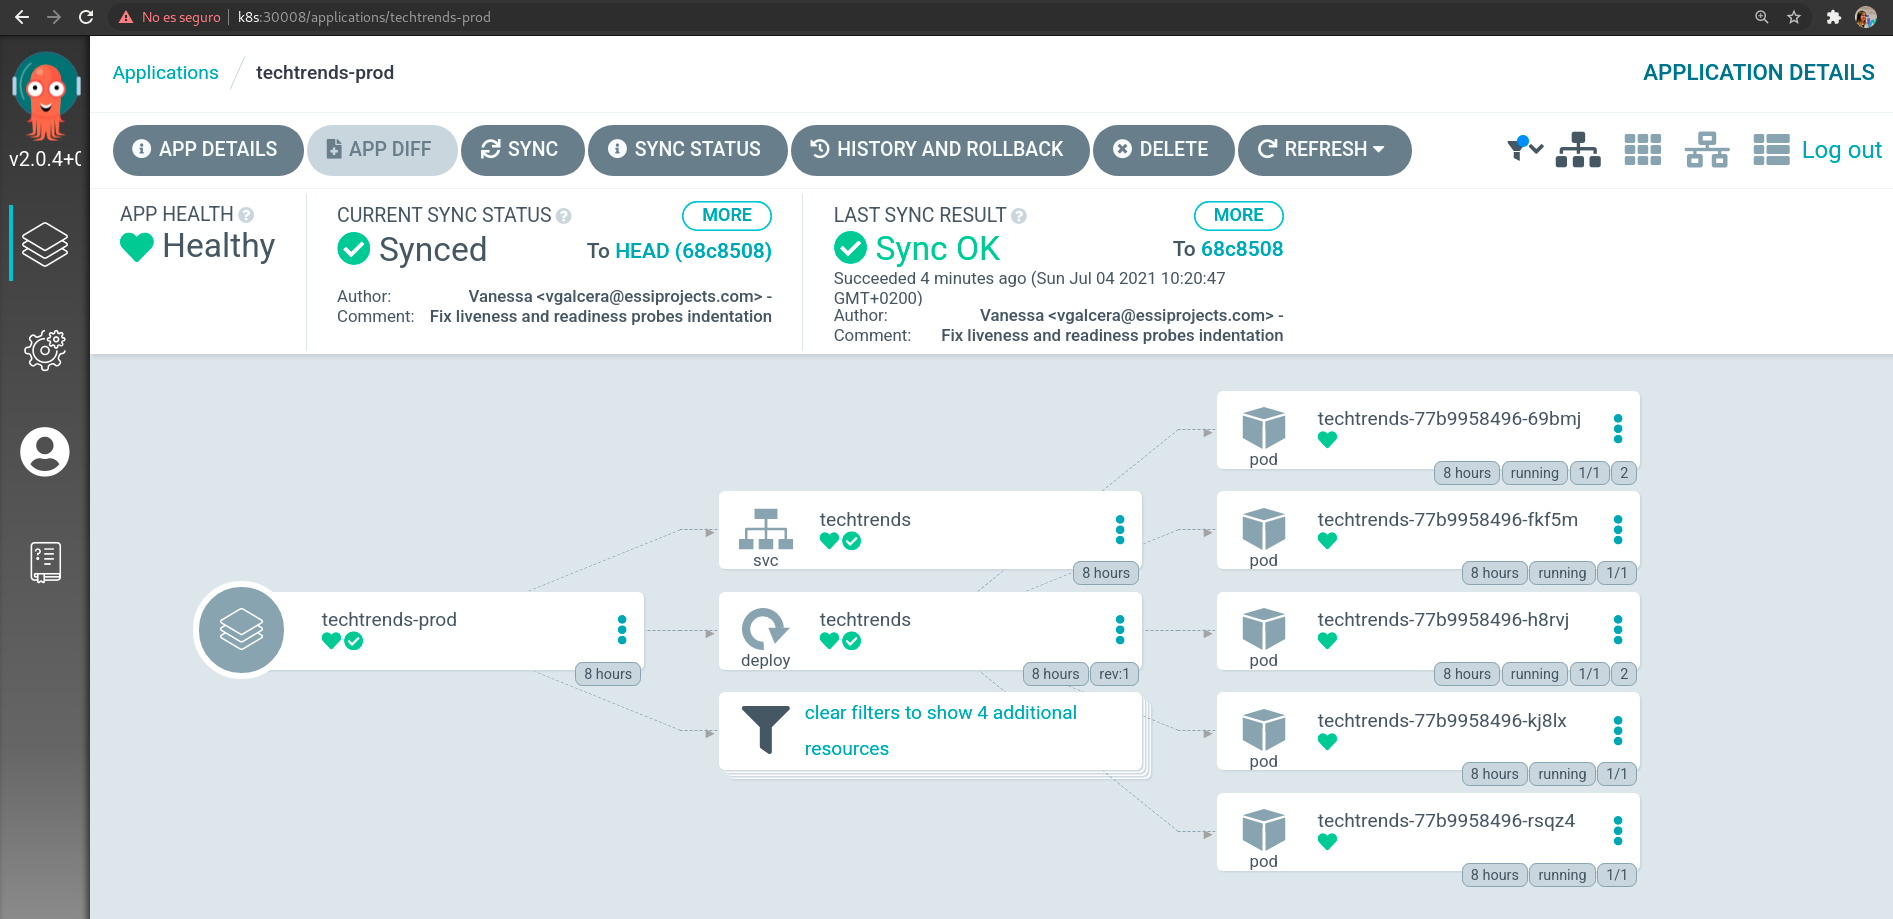 No es seguro k8s:30008/applications/techtrends-prod
Applications techtrends-prod APPLICATION DETAILS
v2.0.4+0
APP DETAILS APP DIFF SYNC SYNC STATUS HISTORY AND ROLLBACK DELETE REFRESH Log out
APP HEALTH
Healthy
CURRENT SYNC STATUS MORE
Synced To HEAD (68c8508)
Author: Vanessa <vgalcera@essiprojects.com> -
Comment: Fix liveness and readiness probes indentation
LAST SYNC RESULT MORE
Sync OK To 68c8508
Succeeded 4 minutes ago (Sun Jul 04 2021 10:20:47
GMT+0200)
Author: Vanessa <vgalcera@essiprojects.com> -
Comment: Fix liveness and readiness probes indentation
techtrends-prod
8 hours
techtrends
svc
8 hours
techtrends
deploy
8 hours rev:1
clear filters to show 4 additional
resources
techtrends-77b9958496-69bmj
pod
8 hours running 1/1 2
techtrends-77b9958496-fkf5m
pod
8 hours running 1/1
techtrends-77b9958496-h8rvj
pod
8 hours running 1/1 2
techtrends-77b9958496-kj8lx
pod
8 hours running 1/1
techtrends-77b9958496-rsqz4
pod
8 hours running 1/1